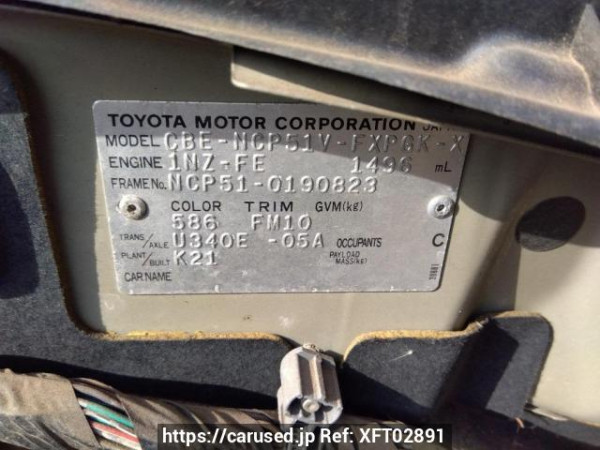 TOYOTA MOTOR CORPORATION JAPAN
MODEL CBE-NCP51V-FXPGK-X
ENGINE 1NZ-FE 1496 mL
FRAME No. NCP51-0190823
COLOR TRIM GVM(kg)
586 FM10
TRANS/AXLE U340E -05A OCCUPANTS C
PLANT/BUILT K21 PAYLOAD MASS(kg)
CAR NAME
https://carused.jp Ref: XFT02891